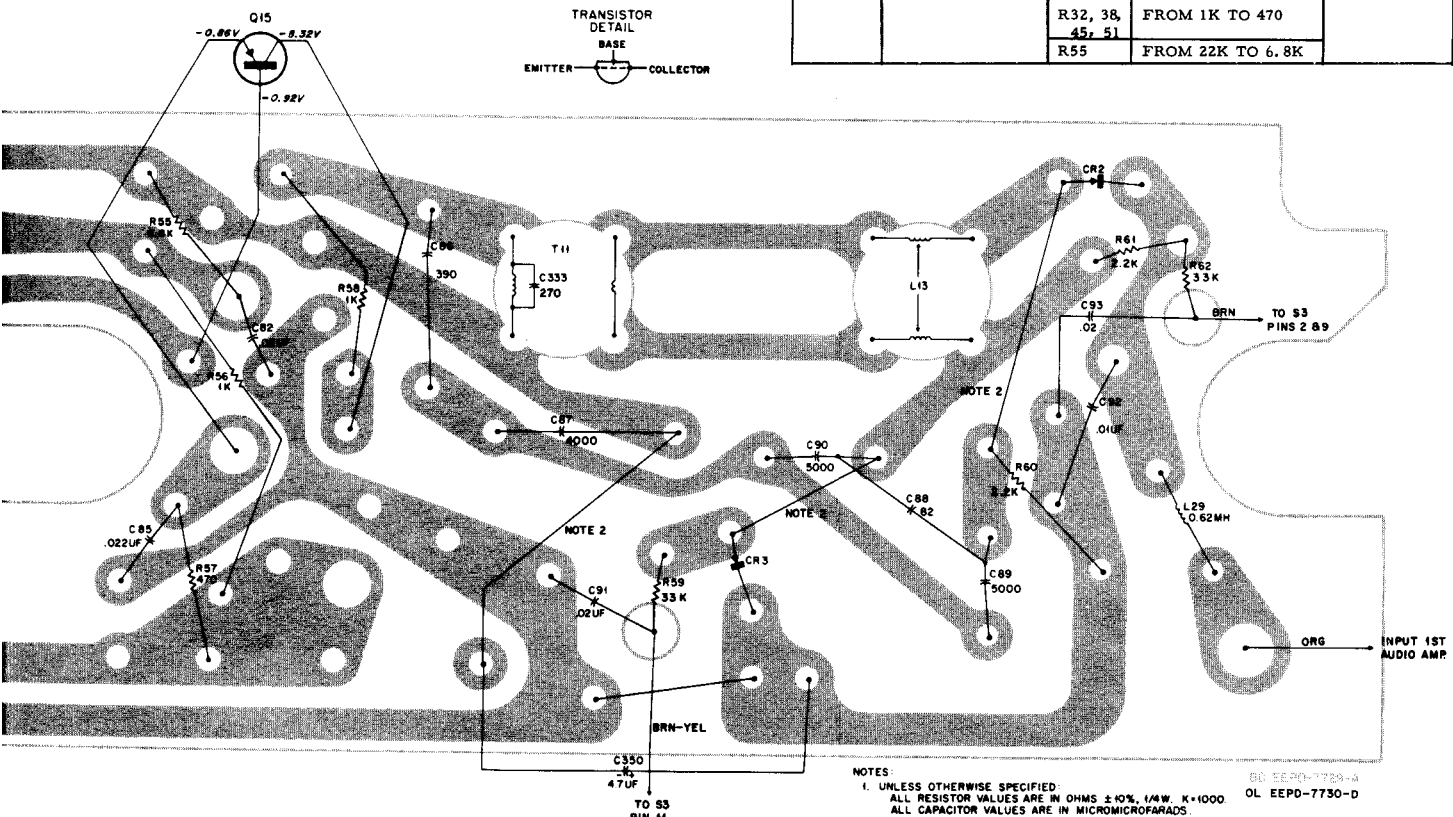 Q15
-0.86V
-8.32V
-0.92V
TRANSISTOR
DETAIL
BASE
EMITTER
COLLECTOR
R32, 38,
45, 51
FROM 1K TO 470
R55
FROM 22K TO 6.8K
CR2
R55
R61
2.2K
R62
33K
T11
C333
270
390
L13
R58
1K
C93
.02
BRN
TO S3
PINS 2 & 9
C82
R56
1K
NOTE 2
C92
.01UF
C87
4000
C90
5000
R60
2.2K
C88
82
L29
0.62MH
C85
.022UF
NOTE 2
NOTE 2
R57
470
CR3
R59
33K
C91
.02UF
C89
5000
ORG
INPUT 1ST
AUDIO AMP.
BRN-YEL
C350
4.7UF
TO S3
NOTES:
1. UNLESS OTHERWISE SPECIFIED:
ALL RESISTOR VALUES ARE IN OHMS ±10%, 1/4W. K=1000.
ALL CAPACITOR VALUES ARE IN MICROMICROFARADS.
OL EEPD-7730-D